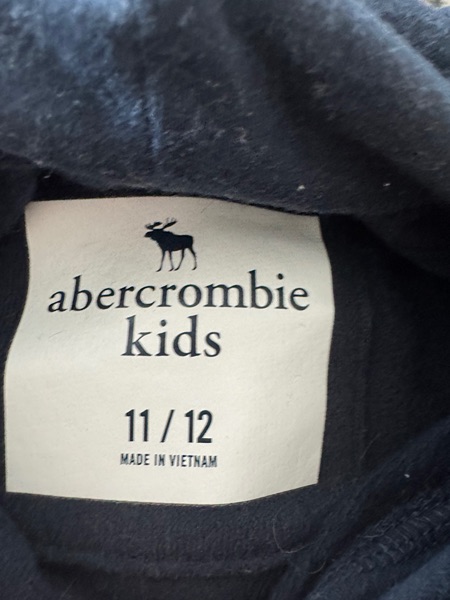 abercrombie
kids
11 / 12
MADE IN VIETNAM